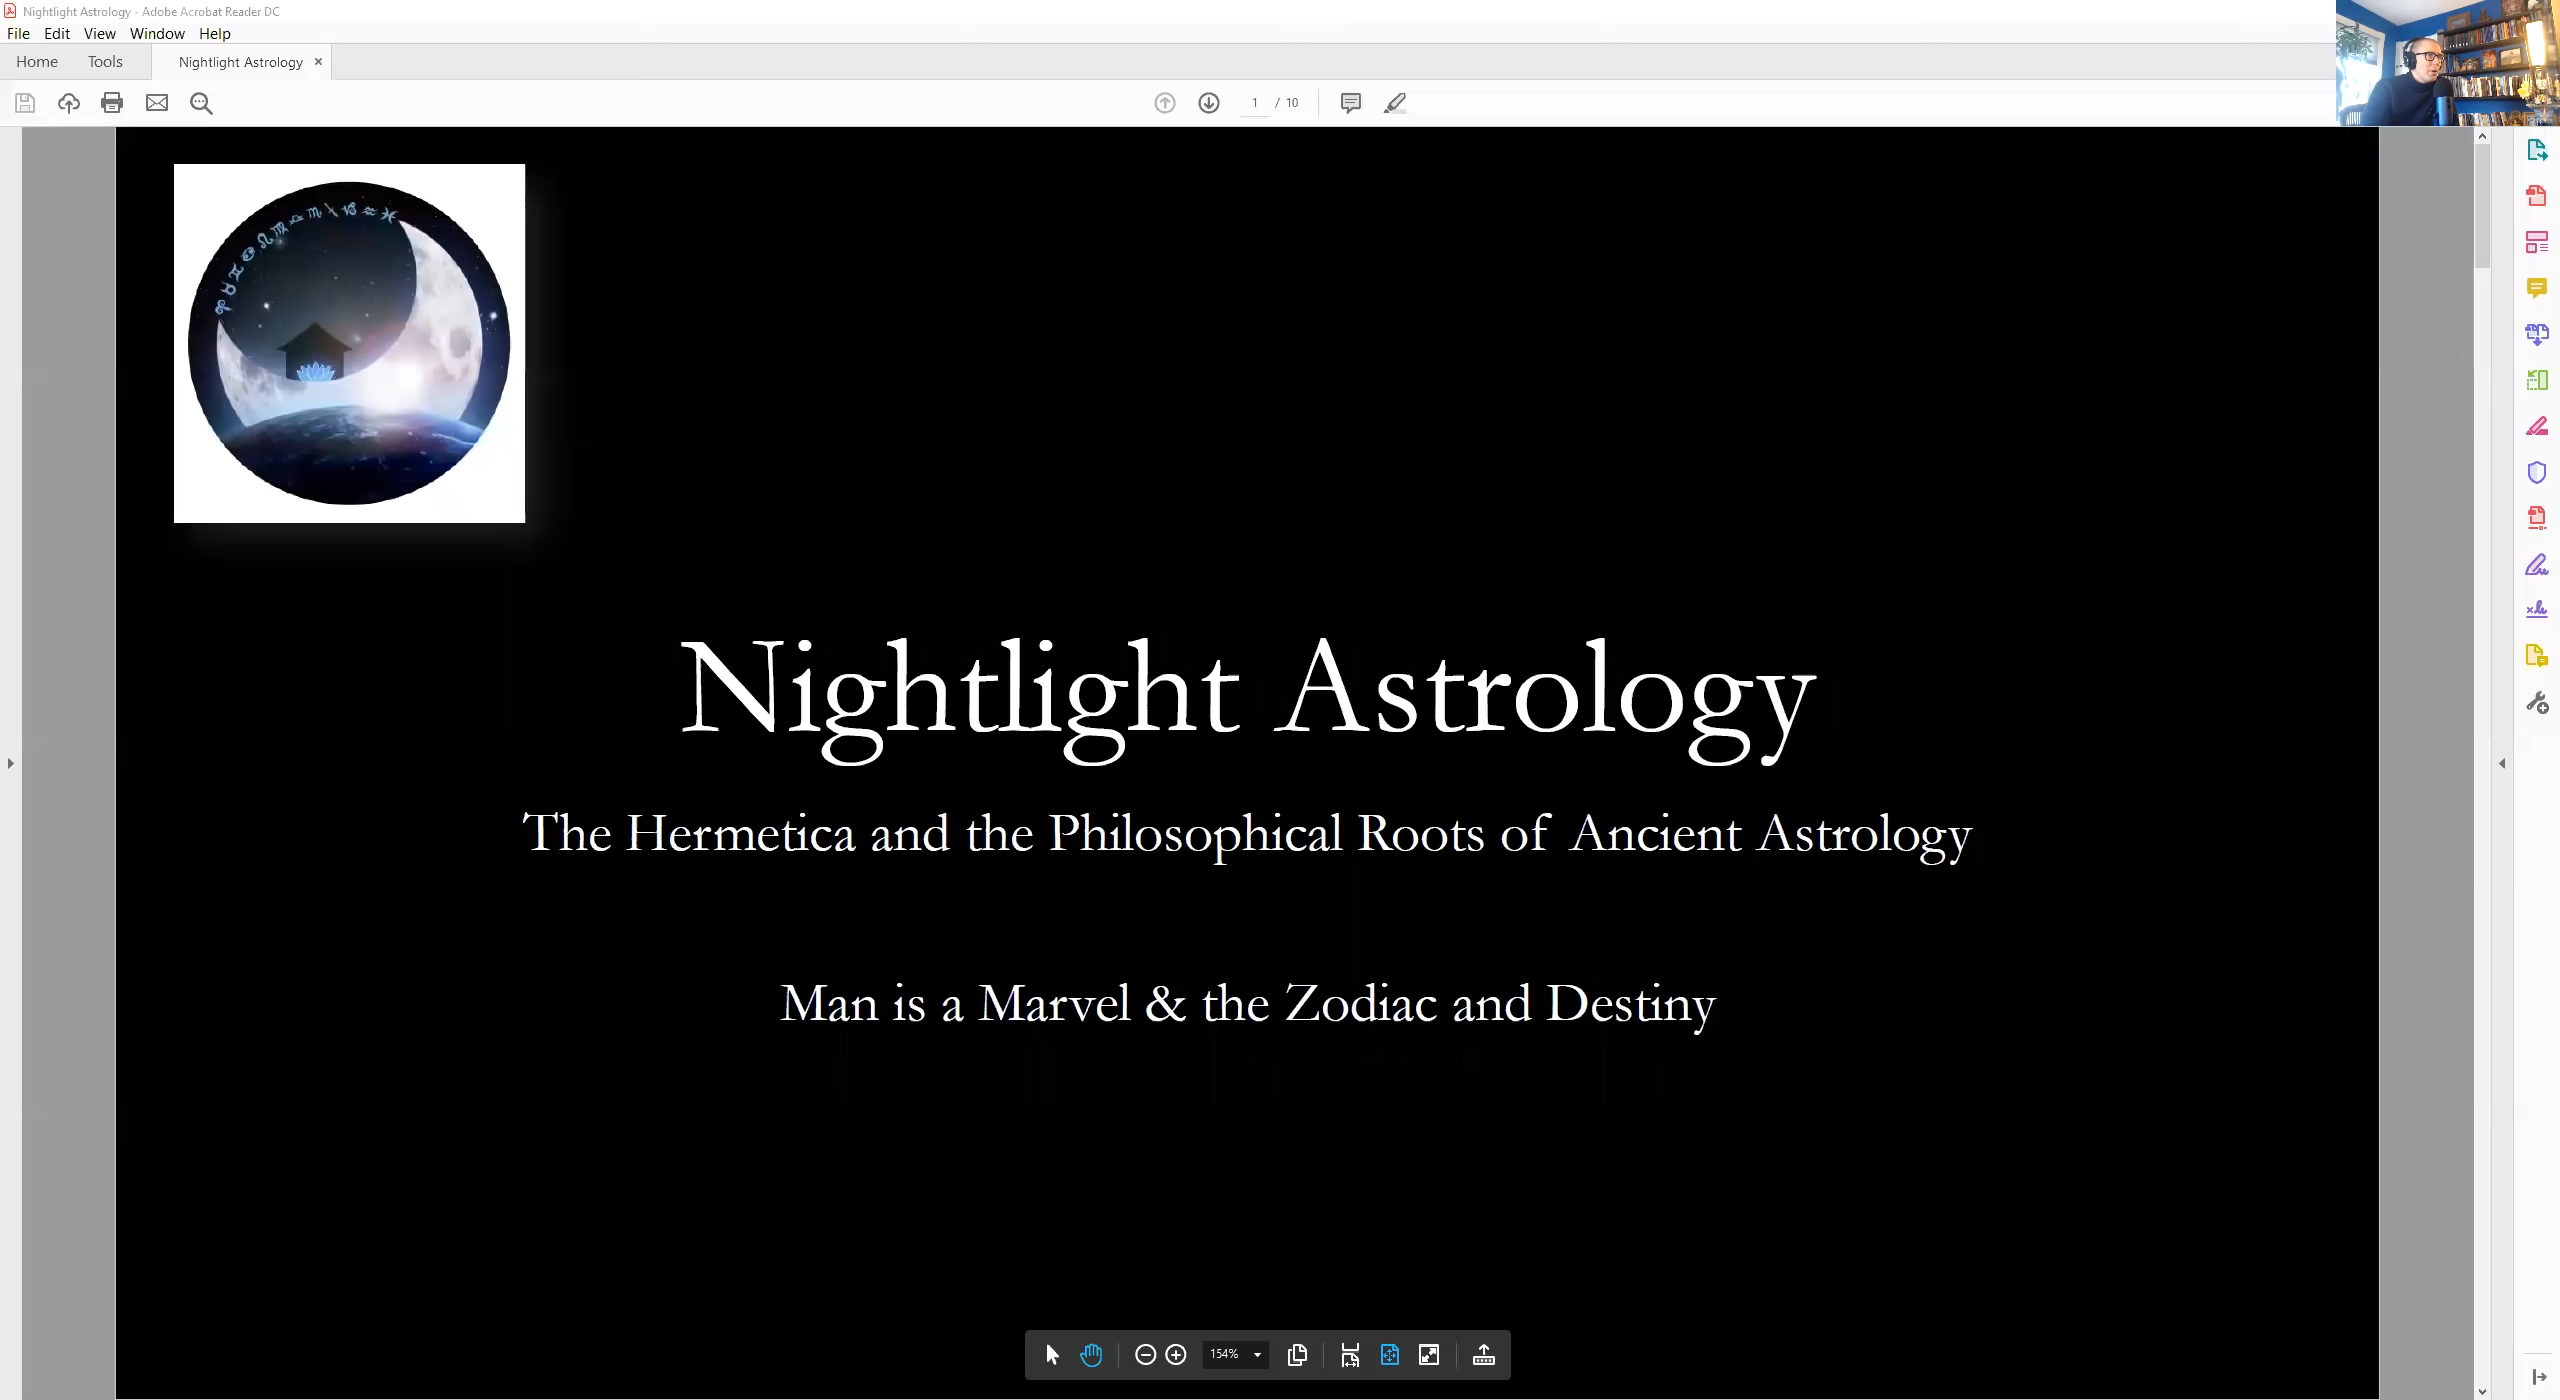 Nightlight Astrology - Adobe Acrobat Reader DC
File Edit View Window Help
Home Tools Nightlight Astrology ×
1 / 10
Nightlight Astrology
The Hermetica and the Philosophical Roots of Ancient Astrology
Man is a Marvel & the Zodiac and Destiny
154%